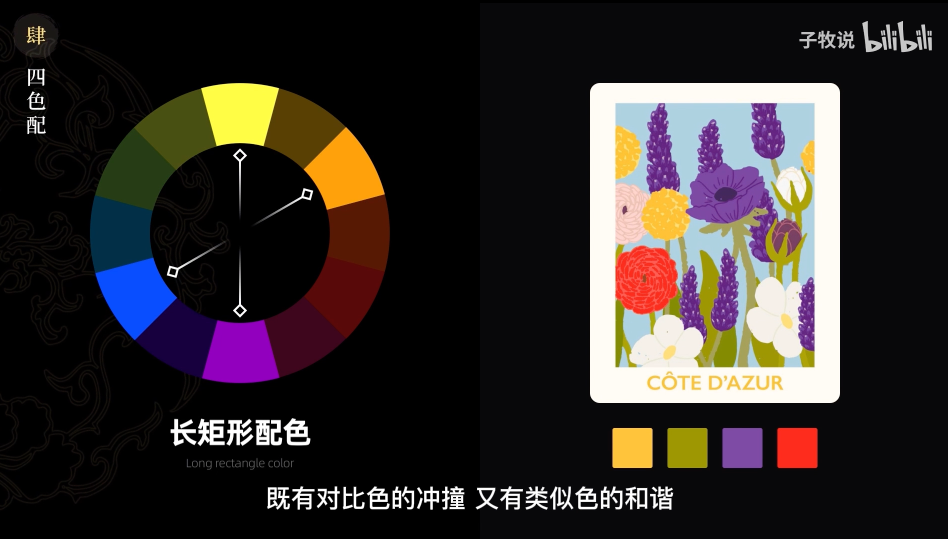 肆
四色配
子牧说 bilibili
CÔTE D'AZUR
长矩形配色
Long rectangle color
既有对比色的冲撞 又有类似色的和谐